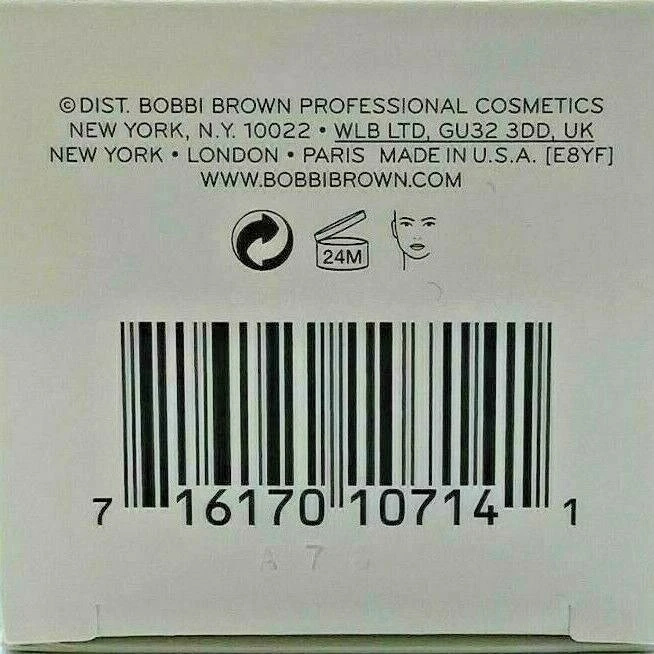 ©DIST. BOBBI BROWN PROFESSIONAL COSMETICS
NEW YORK, N.Y. 10022 • WLB LTD, GU32 3DD, UK
NEW YORK • LONDON • PARIS MADE IN U.S.A. [E8YF]
WWW.BOBBIBROWN.COM
24M
7 16170 10714 1